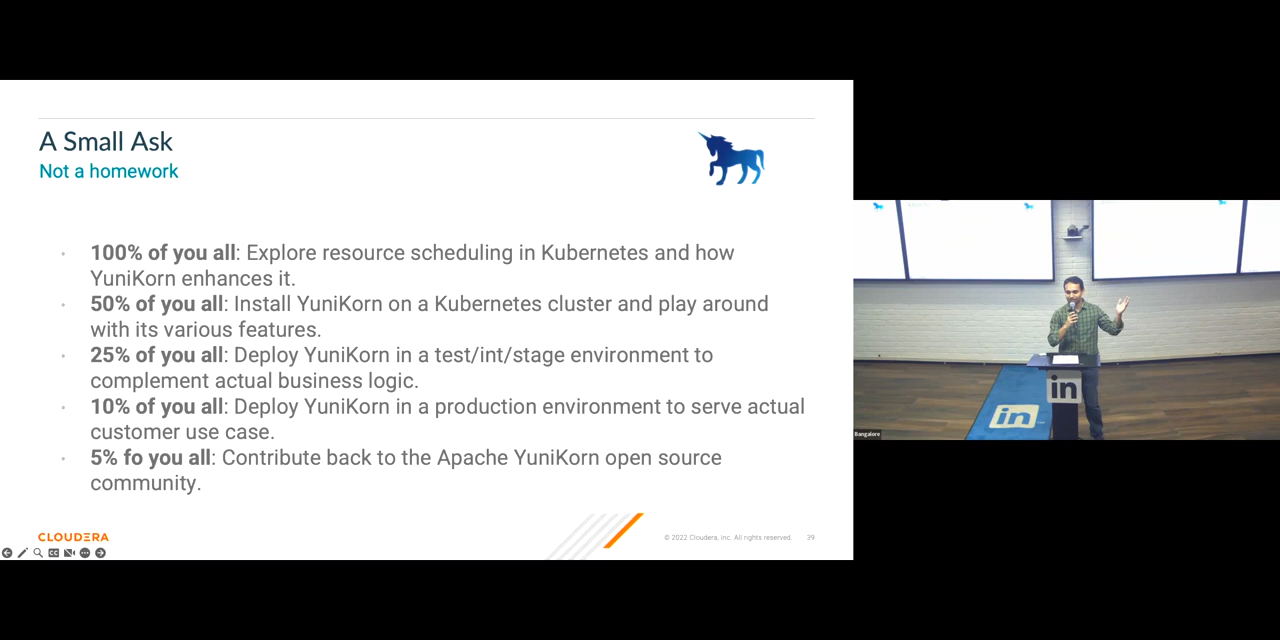 A Small Ask
Not a homework
100% of you all: Explore resource scheduling in Kubernetes and how
YuniKorn enhances it.
50% of you all: Install YuniKorn on a Kubernetes cluster and play around
with its various features.
25% of you all: Deploy YuniKorn in a test/int/stage environment to
complement actual business logic.
10% of you all: Deploy YuniKorn in a production environment to serve actual
customer use case.
5% fo you all: Contribute back to the Apache YuniKorn open source
community.
CLOUDERA
© 2022 Cloudera, Inc. All rights reserved. 39
CC
in
in
Bangalore